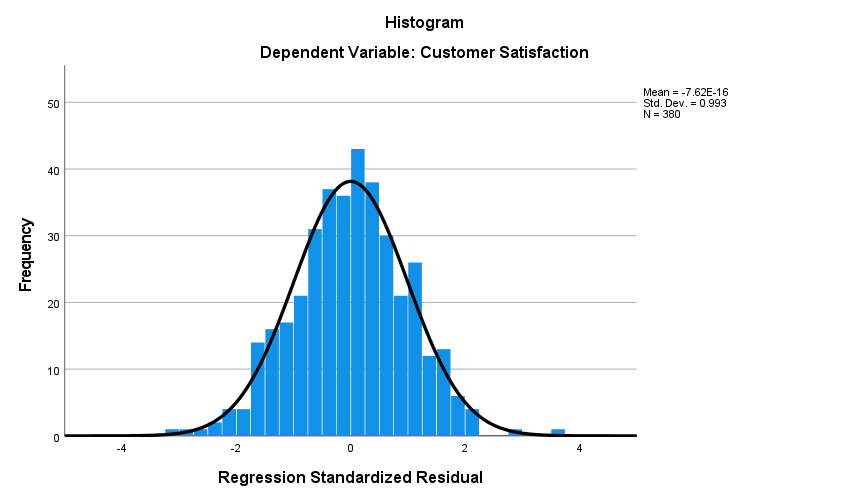 Histogram
Dependent Variable: Customer Satisfaction
Mean = -7.62E-16
Std. Dev. = 0.993
N = 380
Frequency
50
40
30
20
10
0
-4
-2
0
2
4
Regression Standardized Residual